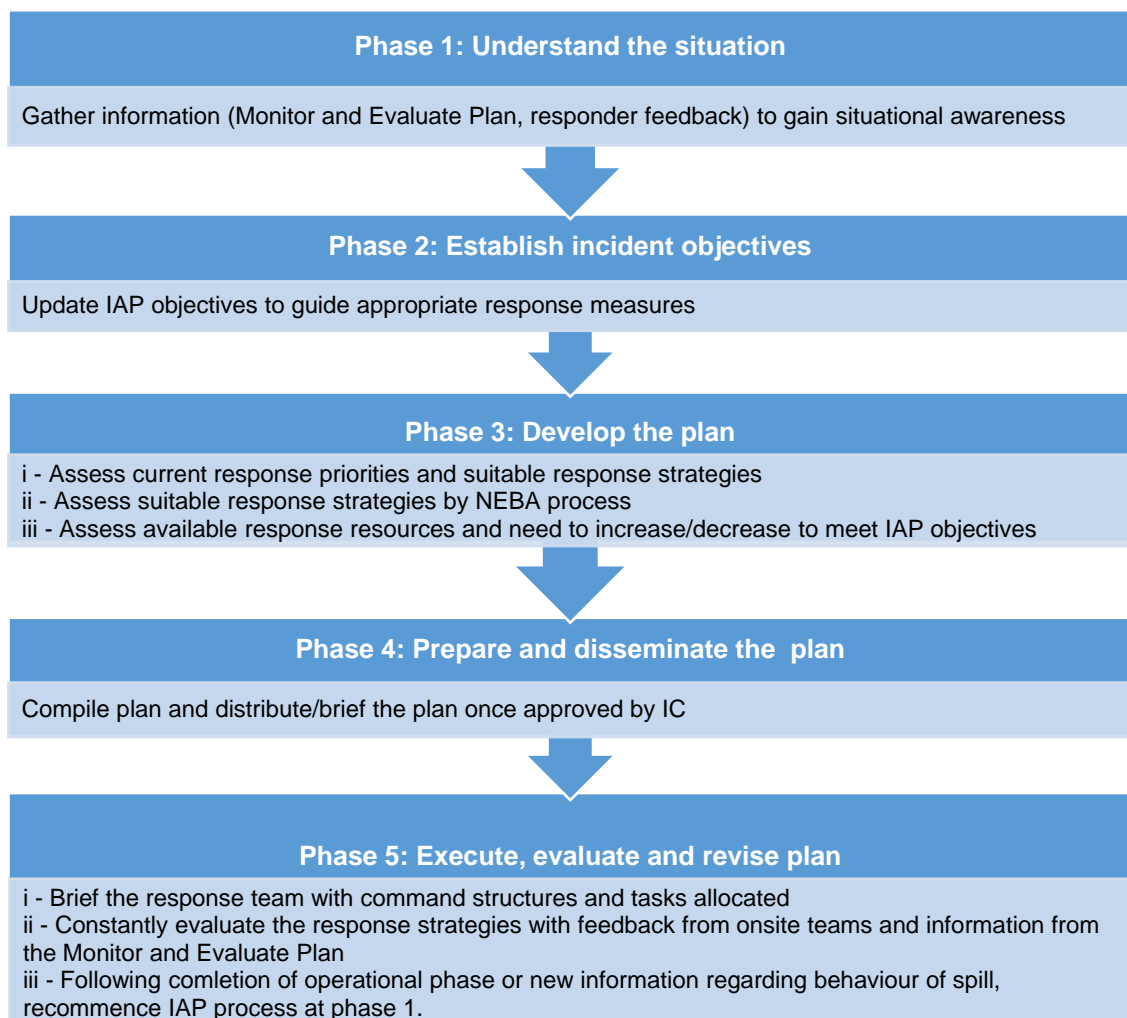 Phase 1: Understand the situation
Gather information (Monitor and Evaluate Plan, responder feedback) to gain situational awareness
Phase 2: Establish incident objectives
Update IAP objectives to guide appropriate response measures
Phase 3: Develop the plan
i - Assess current response priorities and suitable response strategies
ii - Assess suitable response strategies by NEBA process
iii - Assess available response resources and need to increase/decrease to meet IAP objectives
Phase 4: Prepare and disseminate the plan
Compile plan and distribute/brief the plan once approved by IC
Phase 5: Execute, evaluate and revise plan
i - Brief the response team with command structures and tasks allocated
ii - Constantly evaluate the response strategies with feedback from onsite teams and information from
the Monitor and Evaluate Plan
iii - Following comletion of operational phase or new information regarding behaviour of spill,
recommence IAP process at phase 1.